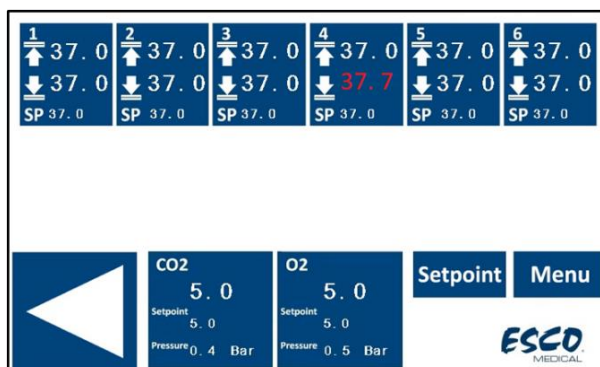 1 2 3 4 5 6
37.0 37.0 37.0 37.0 37.0 37.0
37.0 37.0 37.0 37.7 37.0 37.0
SP 37.0 SP 37.0 SP 37.0 SP 37.0 SP 37.0 SP 37.0
CO2 O2
5.0 5.0
Setpoint Setpoint
5.0 5.0
Pressure 0.4 Bar Pressure 0.5 Bar
Setpoint Menu
ESCO
MEDICAL